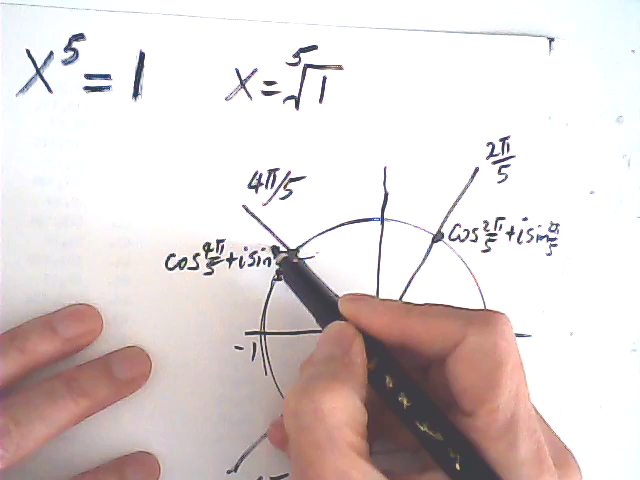 x⁵ = 1
x = ⁵√1
2π/5
4π/5
cos 2π/5 + i sin 2π/5
cos 4π/5 + i sin
-1